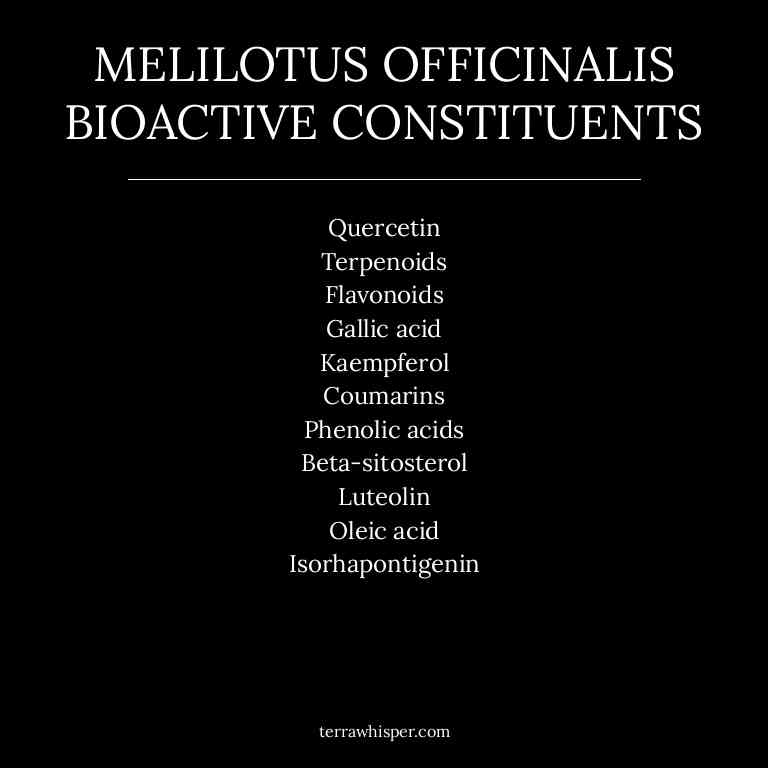 MELILOTUS OFFICINALIS
BIOACTIVE CONSTITUENTS
Quercetin
Terpenoids
Flavonoids
Gallic acid
Kaempferol
Coumarins
Phenolic acids
Beta-sitosterol
Luteolin
Oleic acid
Isorhapontigenin
terrawhisper.com